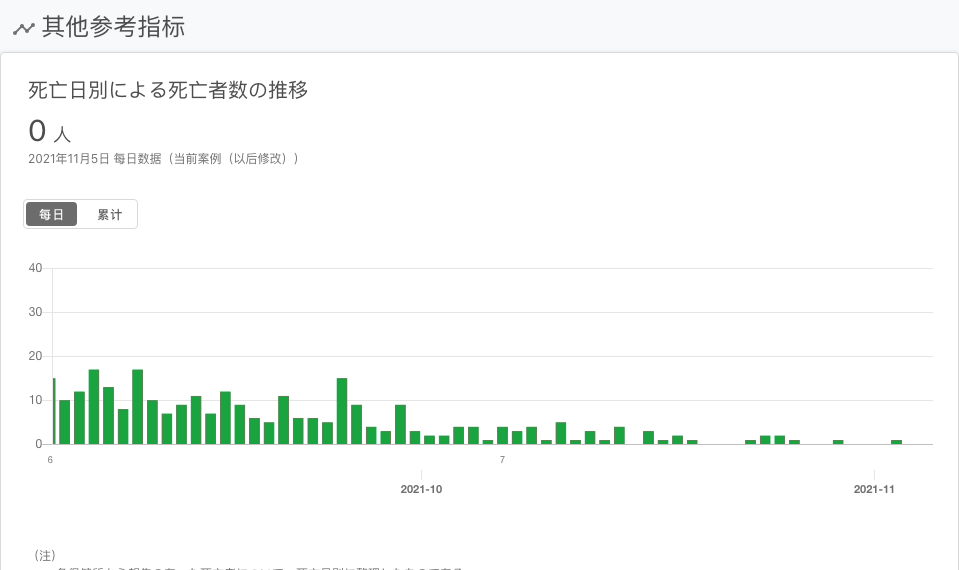 其他参考指标
死亡日別による死亡者数の推移
0 人
2021年11月5日 每日数据（当前案例（以后修改））
每日 累计
40
30
20
10
0
6 7
2021-10 2021-11
（注）